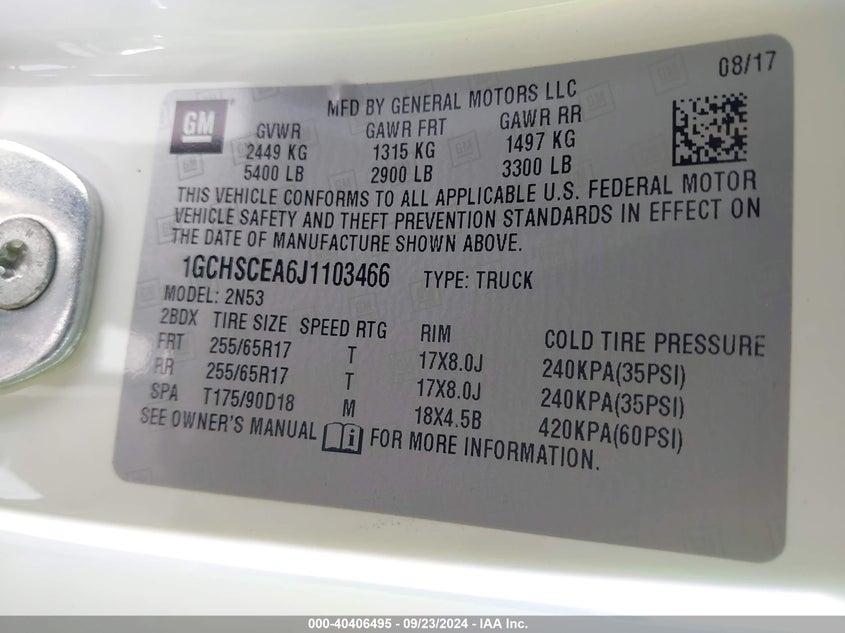 08/17
MFD BY GENERAL MOTORS LLC
GM
GVWR GAWR FRT GAWR RR
2449 KG 1315 KG 1497 KG
5400 LB 2900 LB 3300 LB
THIS VEHICLE CONFORMS TO ALL APPLICABLE U.S. FEDERAL MOTOR
VEHICLE SAFETY AND THEFT PREVENTION STANDARDS IN EFFECT ON
THE DATE OF MANUFACTURE SHOWN ABOVE.
1GCHSCEA6J1103466 TYPE: TRUCK
MODEL: 2N53
2BDX TIRE SIZE SPEED RTG RIM COLD TIRE PRESSURE
FRT 255/65R17 T 17X8.0J 240KPA(35PSI)
RR 255/65R17 T 17X8.0J 240KPA(35PSI)
SPA T175/90D18 M 18X4.5B 420KPA(60PSI)
SEE OWNER'S MANUAL i FOR MORE INFORMATION.
000-40406495 - 09/23/2024 - IAA Inc.